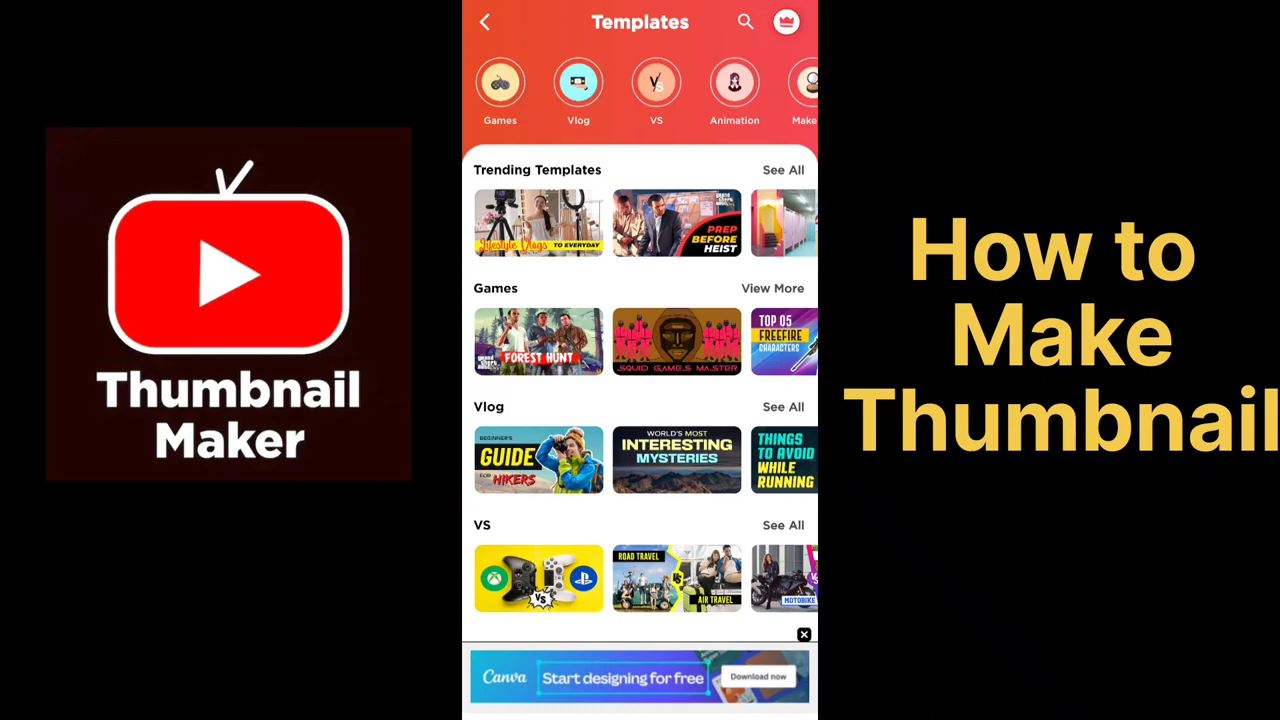 Thumbnail
Maker
Templates
Games
Vlog
VS
Animation
Make
Trending Templates
See All
Lifestyle Vlogs
TO EVERYDAY
PREP
BEFORE
HEIST
Games
View More
FOREST HUNT
SQUID GAMES MASTER
TOP 05
FREEFIRE
CHARACTERS
Vlog
See All
BEGINNER'S
GUIDE
FOR HIKERS
WORLD'S MOST
INTERESTING
MYSTERIES
THINGS
TO AVOID
WHILE
RUNNING
VS
See All
VS
ROAD TRAVEL
VS
AIR TRAVEL
MOTOBIKE
Canva
Start designing for free
Download now
How to
Make
Thumbnail